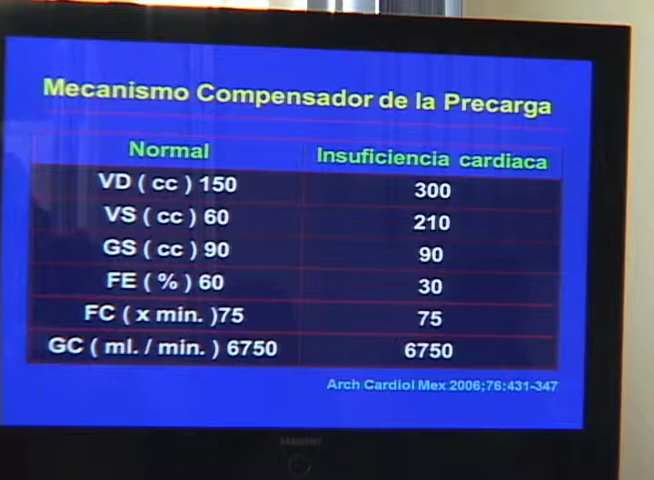 Mecanismo Compensador de la Precarga
Normal Insuficiencia cardiaca
VD ( cc ) 150 300
VS ( cc ) 60 210
GS ( cc ) 90 90
FE ( % ) 60 30
FC ( x min. )75 75
GC ( ml. / min. ) 6750 6750
Arch Cardiol Mex 2006;76:431-347